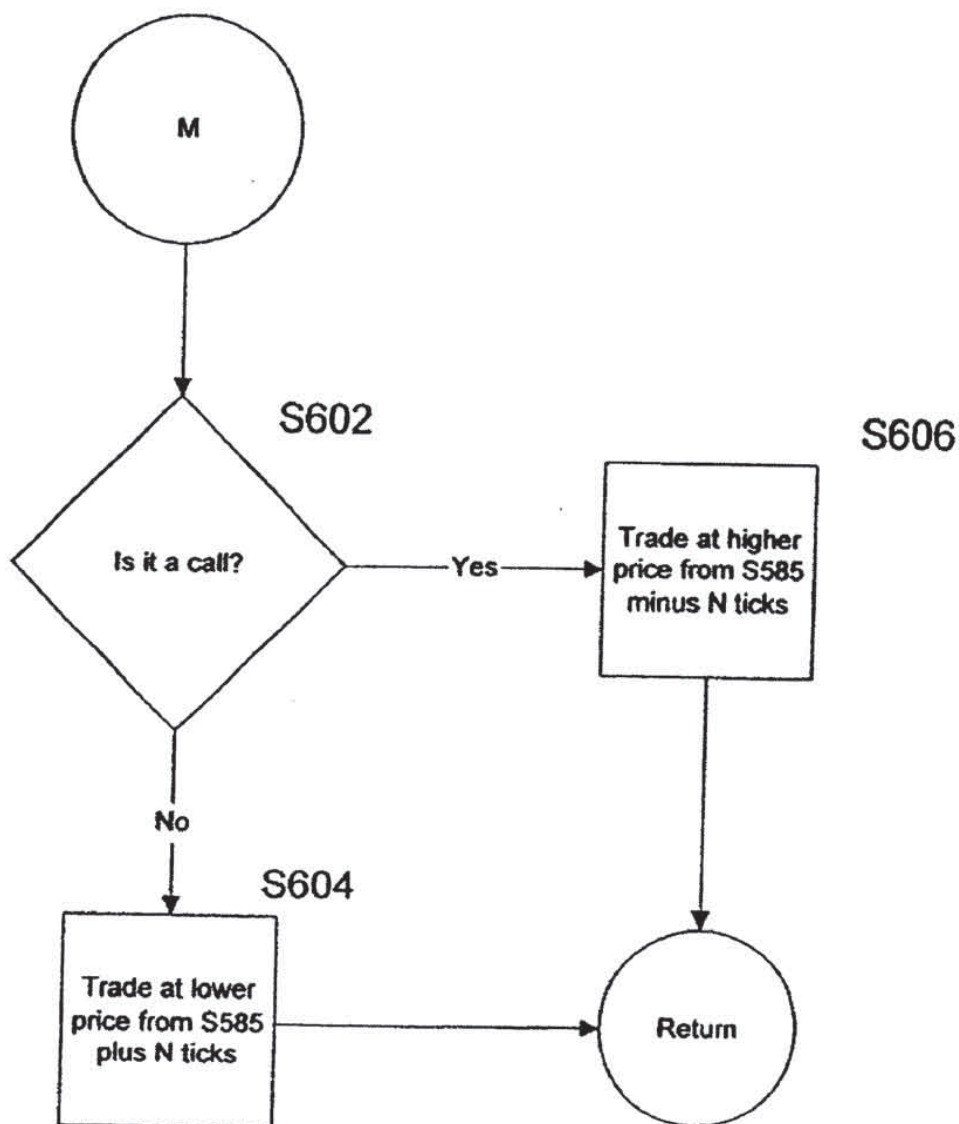 M
S602
S606
Is it a call?
Yes
Trade at higher
price from S585
minus N ticks
No
S604
Trade at lower
price from S585
plus N ticks
Return